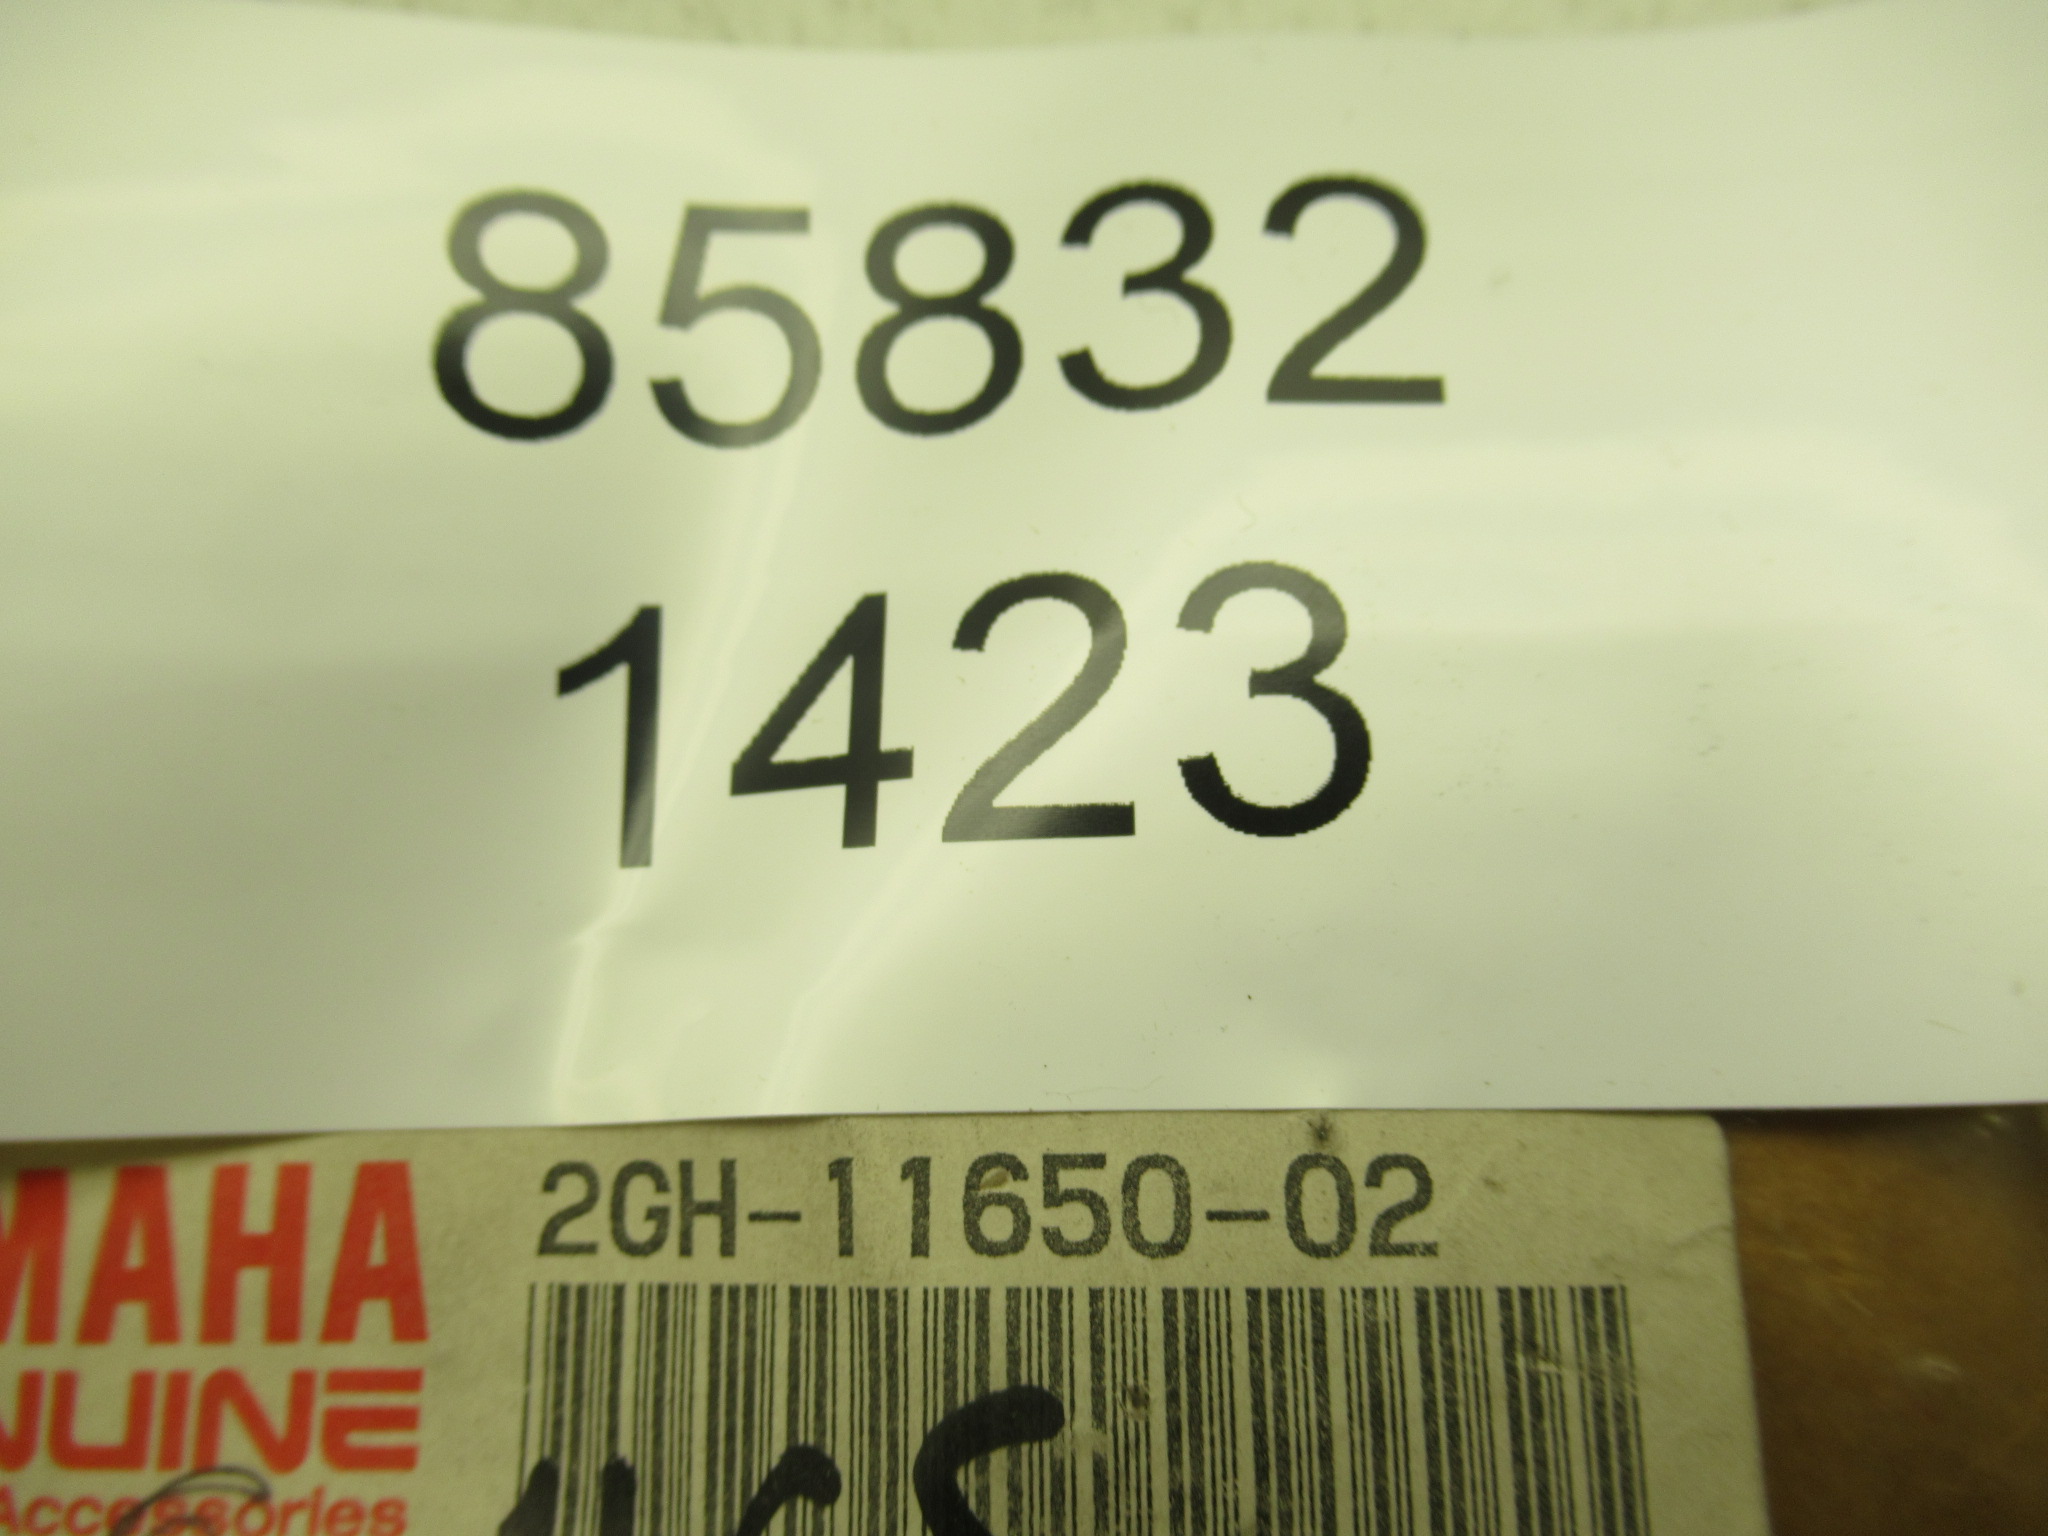 85832
1423
2GH-11650-02
MAHA
NUINE
Accessories